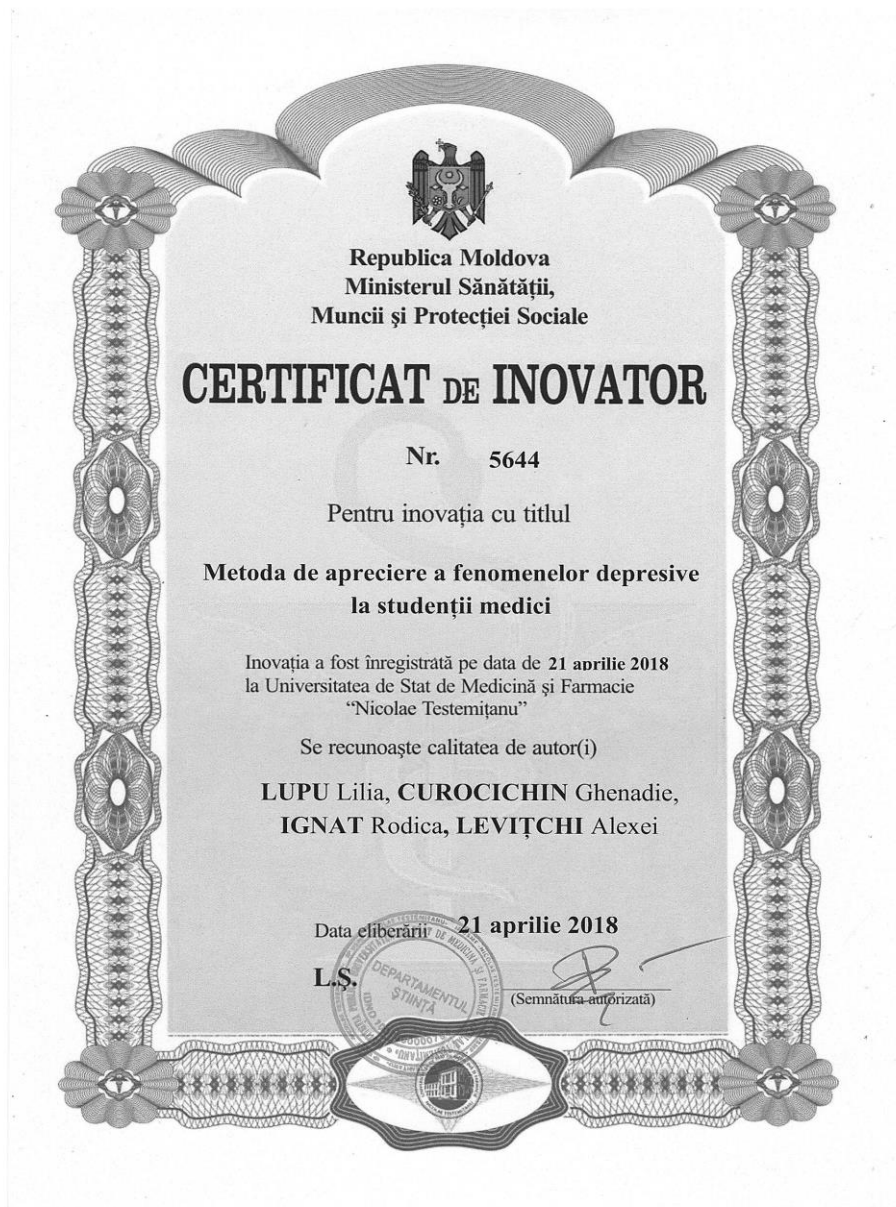 Republica Moldova
Ministerul Sănătății,
Muncii și Protecției Sociale
CERTIFICAT DE INOVATOR
Nr. 5644
Pentru inovația cu titlul
Metoda de apreciere a fenomenelor depresive
la studenții medici
Inovația a fost înregistrată pe data de 21 aprilie 2018
la Universitatea de Stat de Medicină și Farmacie
“Nicolae Testemițanu”
Se recunoaște calitatea de autor(i)
LUPU Lilia, CUROCICHIN Ghenadie,
IGNAT Rodica, LEVIȚCHI Alexei
Data eliberării 21 aprilie 2018
L.Ș.
(Semnătura autorizată)
DEPARTAMENTUL
ȘTIINȚĂ